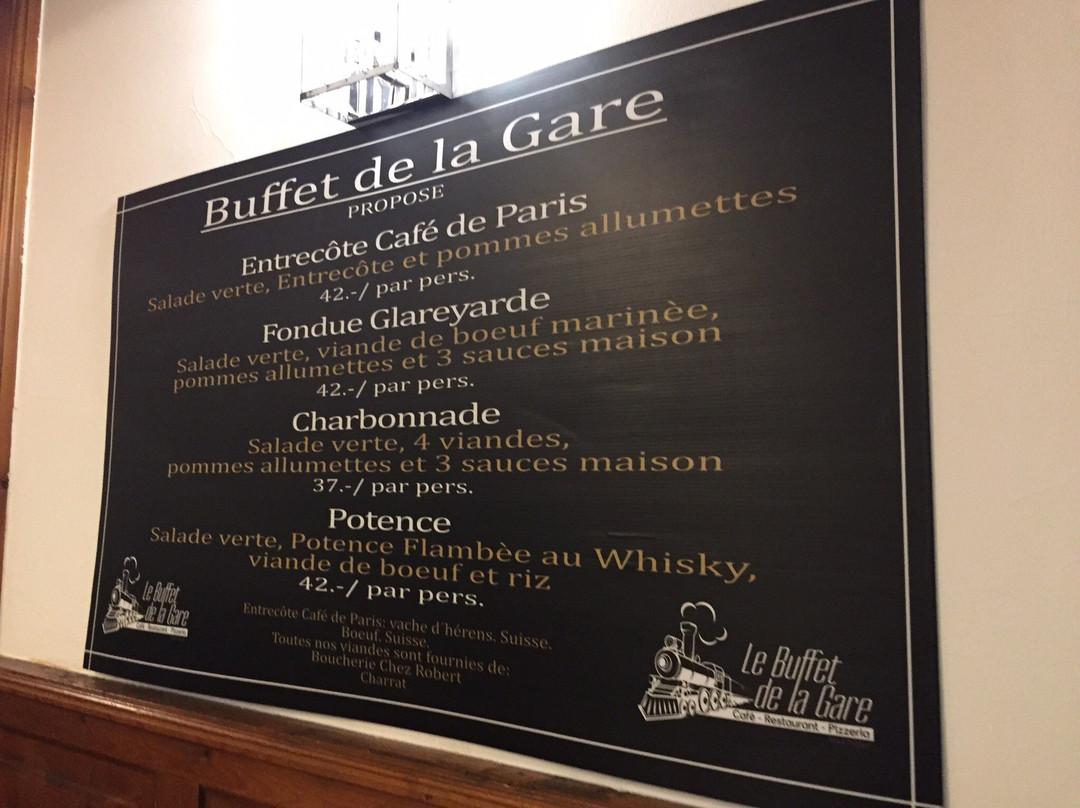 Buffet de la Gare
PROPOSE
Entrecôte Café de Paris
Salade verte, Entrecôte et pommes allumettes
42.-/ par pers.
Fondue Glareyarde
Salade verte, viande de boeuf marinèe,
pommes allumettes et 3 sauces maison
42.-/ par pers.
Charbonnade
Salade verte, 4 viandes,
pommes allumettes et 3 sauces maison
37.-/ par pers.
Potence
Salade verte, Potence Flambèe au Whisky,
viande de boeuf et riz
42.-/ par pers.
Entrecôte Café de Paris: vache d'hérens. Suisse.
Boeuf. Suisse.
Toutes nos viandes sont fournies de:
Boucherie Chez Robert
Charrat
Le Buffet
de la Gare
Café - Restaurant - Pizzeria
Le Buffet
de la Gare
Café - Restaurant - Pizzeria